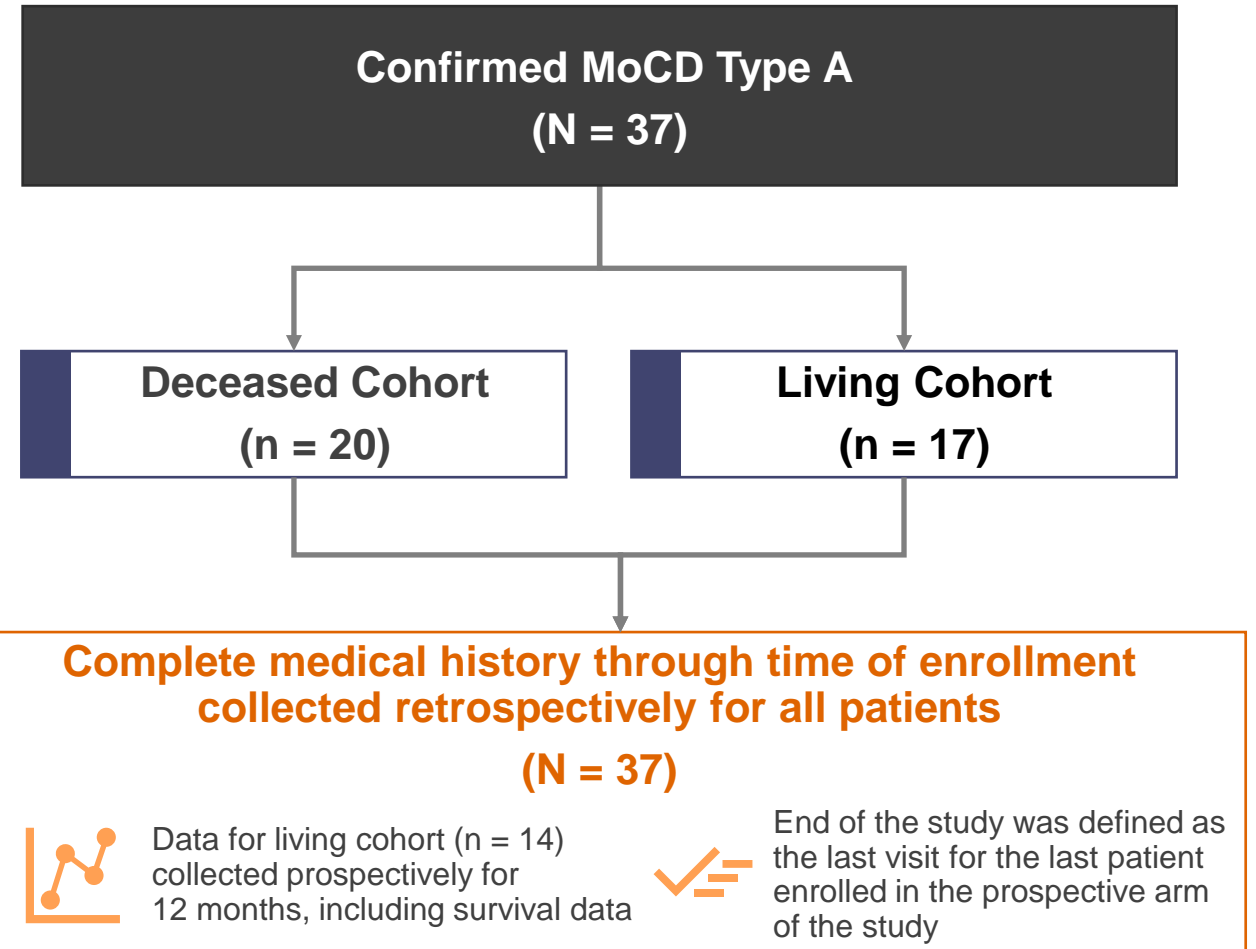 Confirmed MoCD Type A
(N = 37)
Deceased Cohort
(n = 20)
Living Cohort
(n = 17)
Complete medical history through time of enrollment
collected retrospectively for all patients
(N = 37)
Data for living cohort (n = 14)
collected prospectively for
12 months, including survival data
End of the study was defined as
the last visit for the last patient
enrolled in the prospective arm
of the study